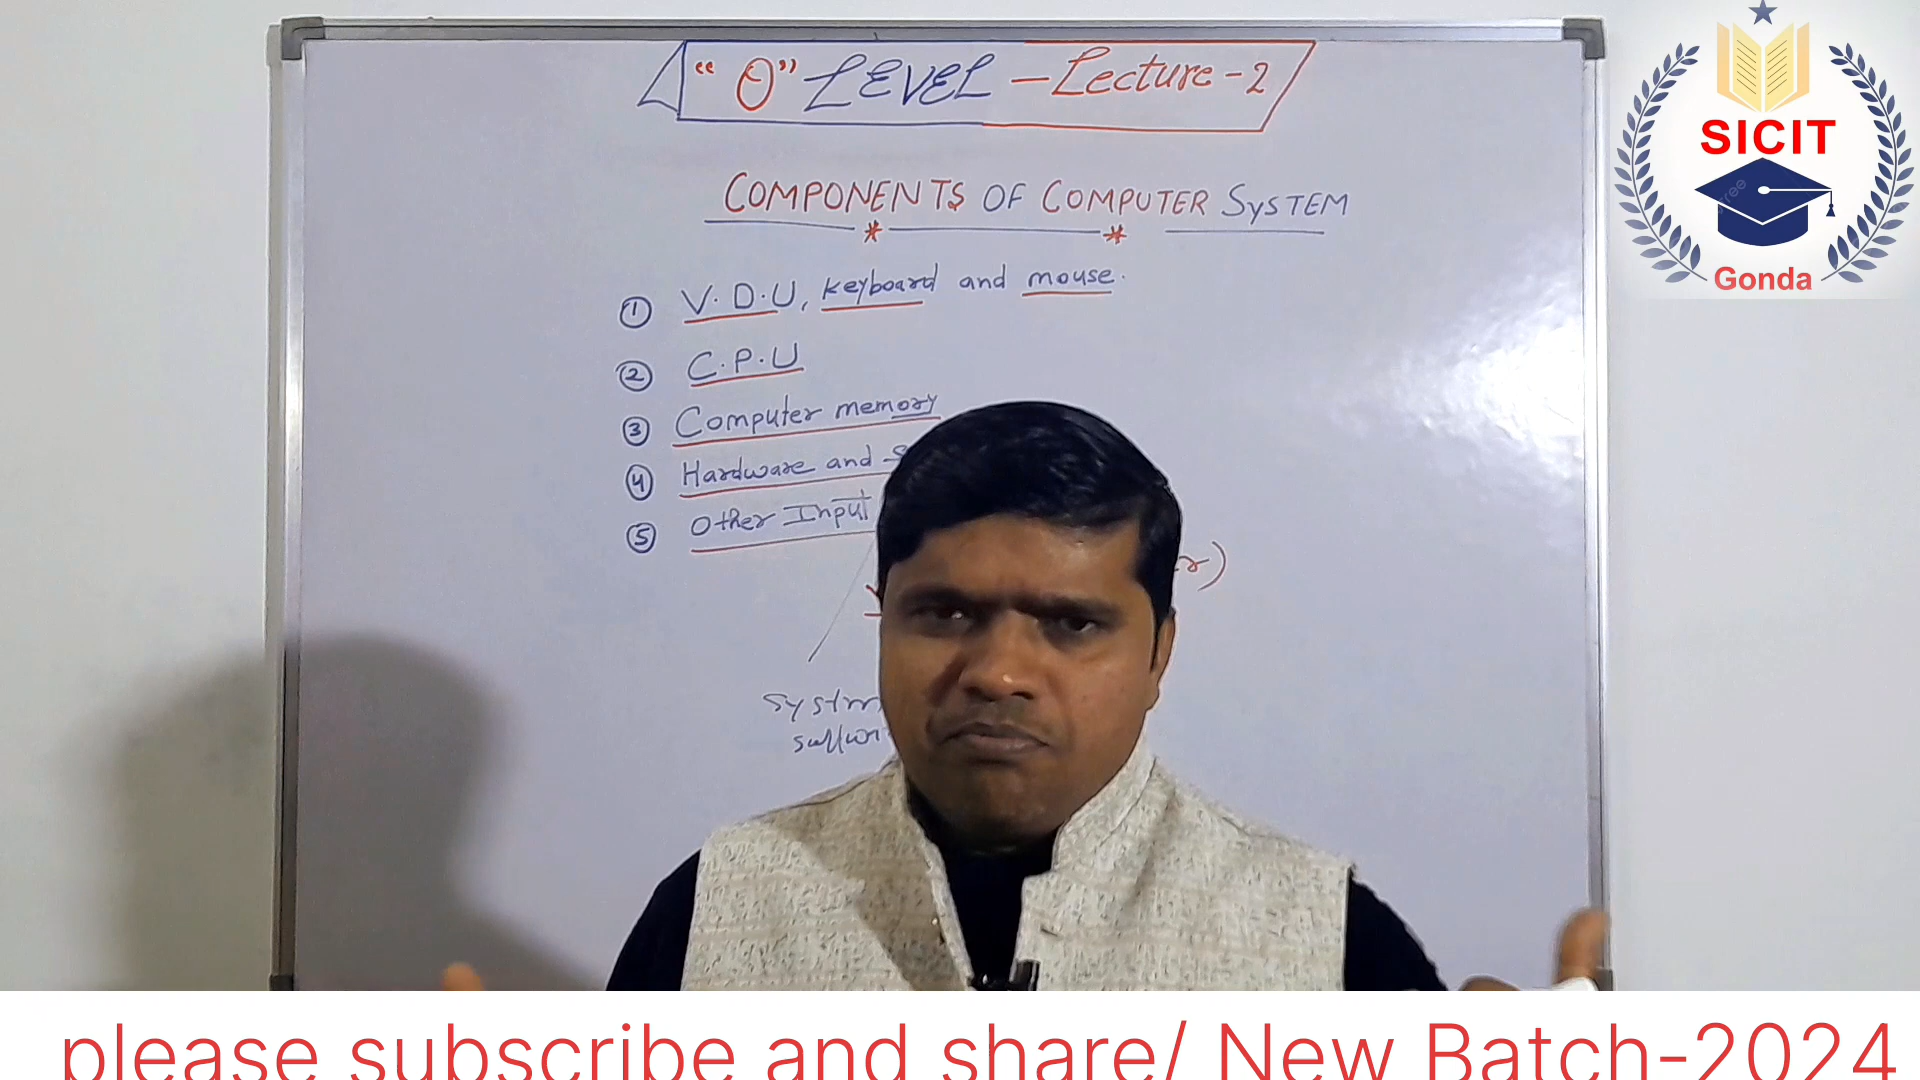 "O" LEVEL - Lecture - 2
COMPONENTS OF COMPUTER SYSTEM
① V.D.U, keyboard and mouse.
② C.P.U
③ Computer memory
④ Hardware and
⑤ Other Input
SICIT
Gonda
please subscribe and share/ New Batch-2024